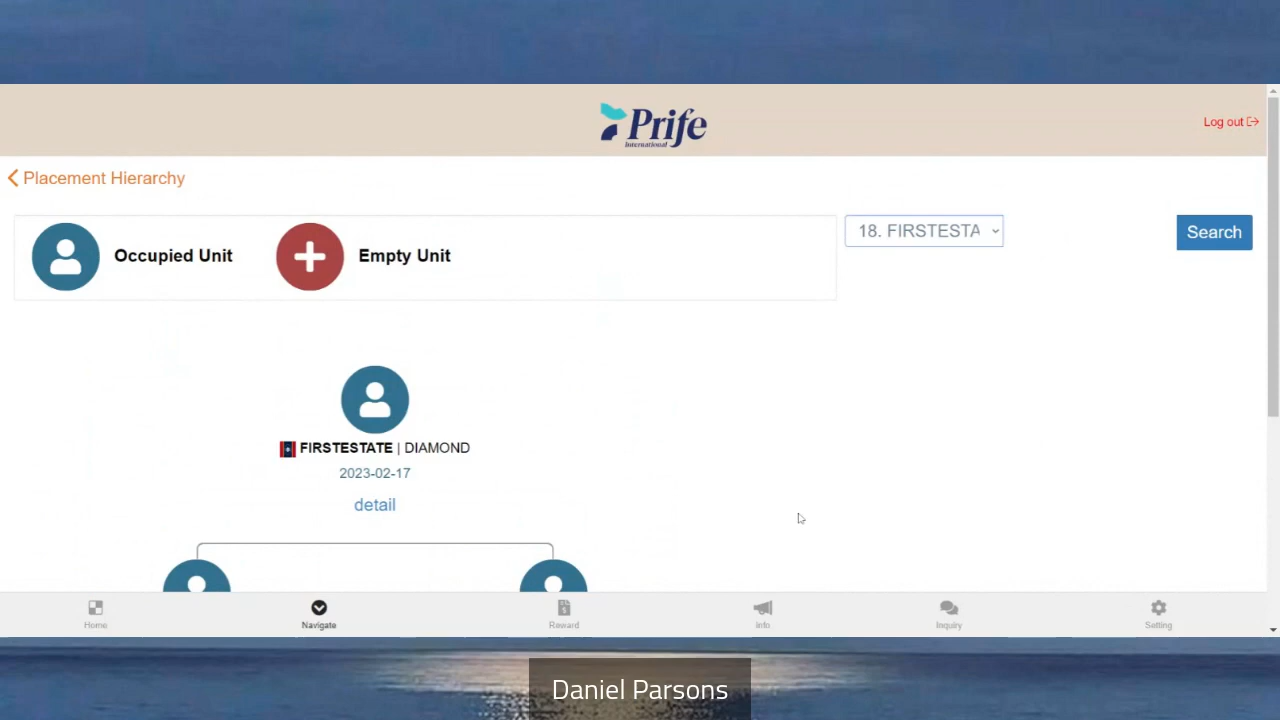 Prife
International
Log out
Placement Hierarchy
Occupied Unit
Empty Unit
18. FIRSTESTA
Search
FIRSTESTATE | DIAMOND
2023-02-17
detail
Home
Navigate
Reward
Info
Inquiry
Setting
Daniel Parsons